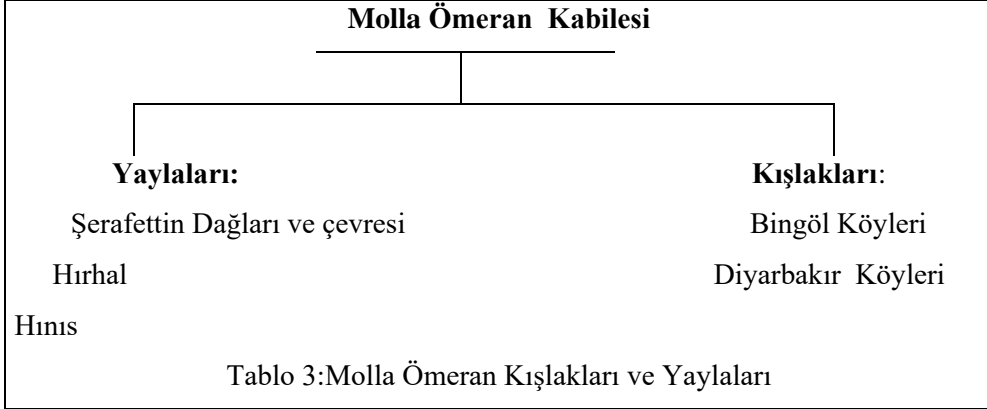 Molla Ömeran Kabilesi
Yaylaları: Kışlakları:
Şerafettin Dağları ve çevresi Bingöl Köyleri
Hırhal Diyarbakır Köyleri
Hınıs
Tablo 3:Molla Ömeran Kışlakları ve Yaylaları